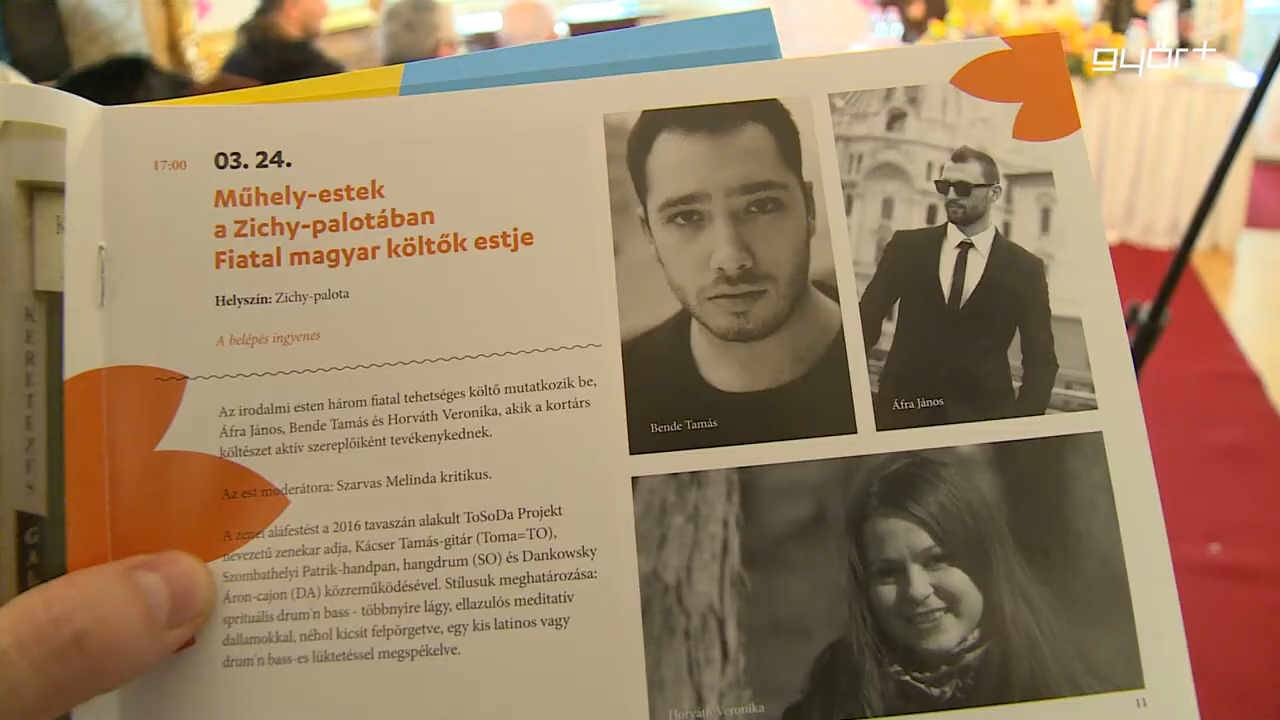 győr+
17:00
03. 24.
Műhely-estek
a Zichy-palotában
Fiatal magyar költők estje
Helyszín: Zichy-palota
A belépés ingyenes
Az irodalmi esten három fiatal tehetséges költő mutatkozik be,
Áfra János, Bende Tamás és Horváth Veronika, akik a kortárs
költészet aktív szereplőiként tevékenykednek.
Az est moderátora: Szarvas Melinda kritikus.
A zenei aláfestést a 2016 tavaszán alakult ToSoDa Projekt
nevezetű zenekar adja, Kácser Tamás-gitár (Toma=TO),
Szombathelyi Patrik-handpan, hangdrum (SO) és Dankowsky
Áron-cajon (DA) közreműködésével. Stílusuk meghatározása:
sprituális drum'n bass - többnyire lágy, ellazulós meditatív
dallamokkal, néhol kicsit felpörgetve, egy kis latinos vagy
drum'n bass-es lüktetéssel megspékelve.
Bende Tamás
Áfra János
Horváth Veronika
11
KERETEZÉS